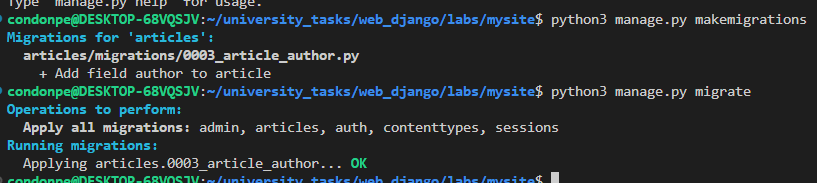 Type 'manage.py help' for usage.
condonpe@DESKTOP-68VQSJV:~/university_tasks/web_django/labs/mysite$ python3 manage.py makemigrations
Migrations for 'articles':
articles/migrations/0003_article_author.py
+ Add field author to article
condonpe@DESKTOP-68VQSJV:~/university_tasks/web_django/labs/mysite$ python3 manage.py migrate
Operations to perform:
Apply all migrations: admin, articles, auth, contenttypes, sessions
Running migrations:
Applying articles.0003_article_author... OK
condonpe@DESKTOP-68VQSJV:~/university_tasks/web_django/labs/mysite$